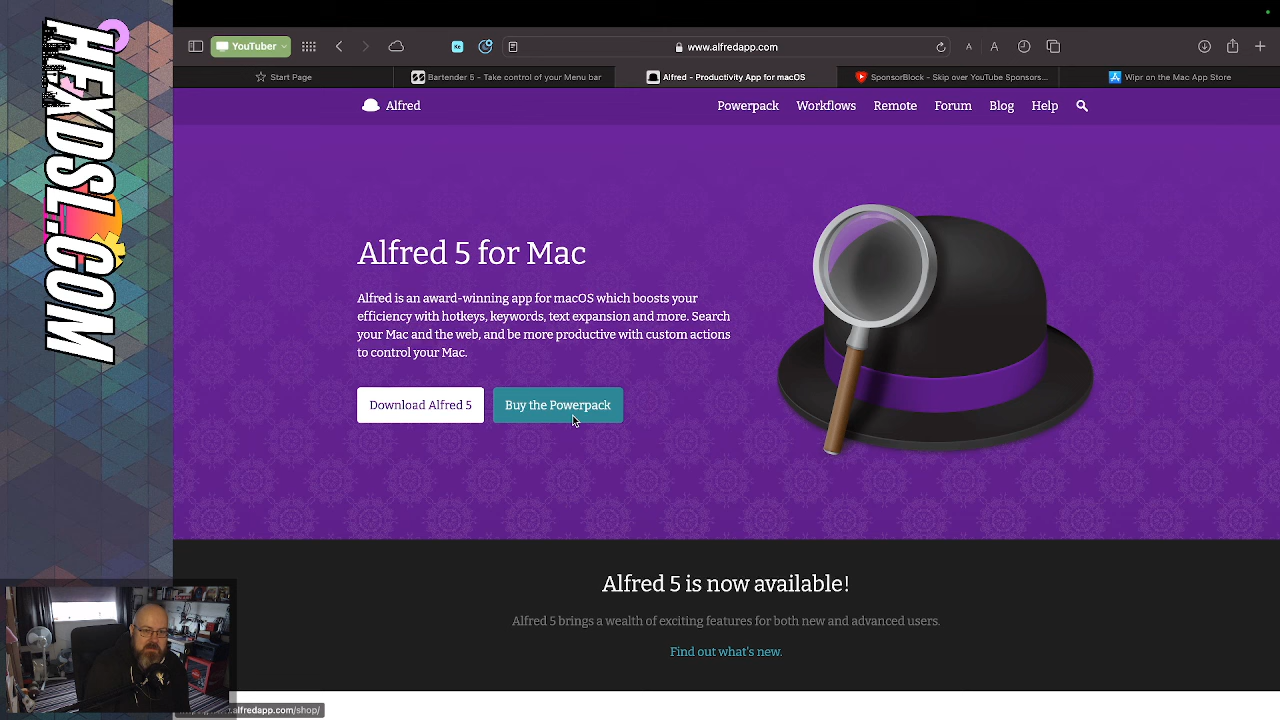 HEXDSL.COM
YouTuber
www.alfredapp.com
A
A
Start Page
Bartender 5 - Take control of your Menu bar
Alfred - Productivity App for macOS
SponsorBlock - Skip over YouTube Sponsors...
Wipr on the Mac App Store
Alfred
Powerpack
Workflows
Remote
Forum
Blog
Help
Alfred 5 for Mac
Alfred is an award-winning app for macOS which boosts your
efficiency with hotkeys, keywords, text expansion and more. Search
your Mac and the web, and be more productive with custom actions
to control your Mac.
Download Alfred 5
Buy the Powerpack
Alfred 5 is now available!
Alfred 5 brings a wealth of exciting features for both new and advanced users.
Find out what's new.
.alfredapp.com/shop/